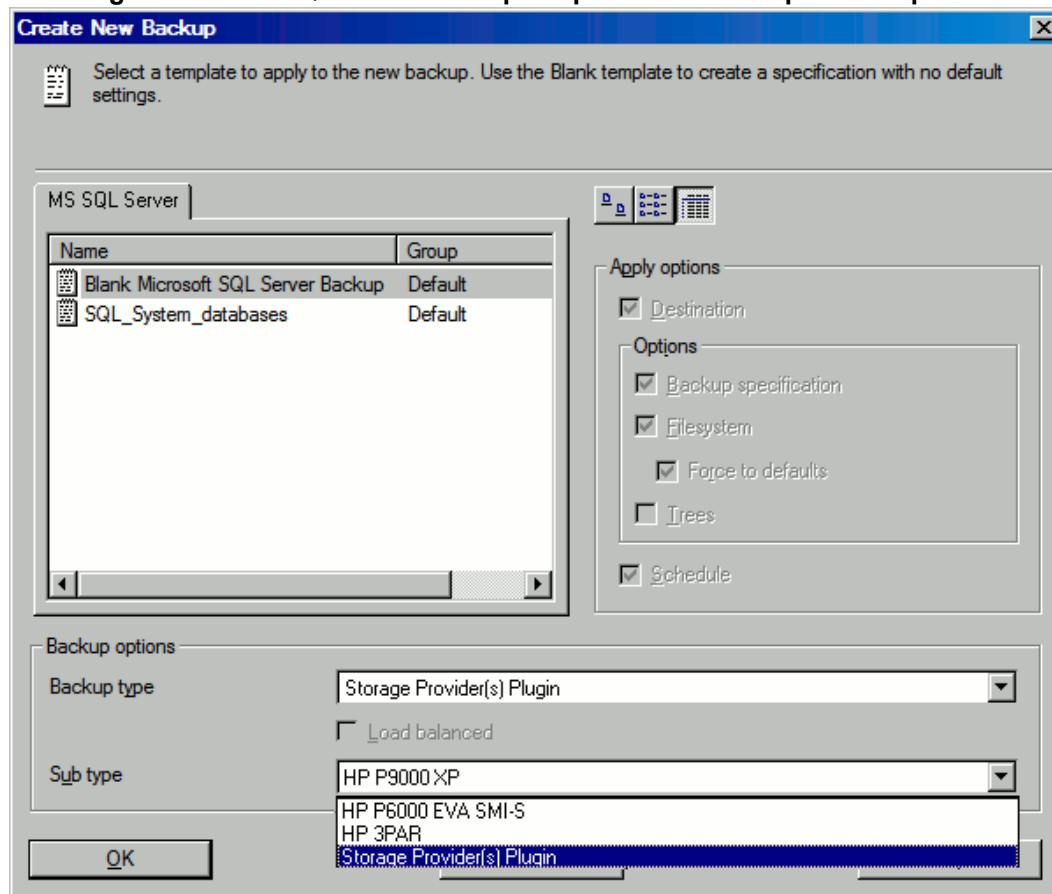 Create New Backup
Select a template to apply to the new backup. Use the Blank template to create a specification with no default
settings.
MS SQL Server
Name Group
Blank Microsoft SQL Server Backup Default
SQL_System_databases Default
Apply options
Destination
Options
Backup specification
Filesystem
Force to defaults
Trees
Schedule
Backup options
Backup type Storage Provider(s) Plugin
Load balanced
Sub type HP P9000 XP
HP P6000 EVA SMI-S
HP 3PAR
Storage Provider(s) Plugin
OK